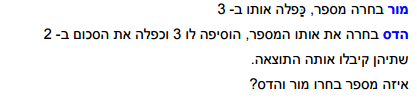 מור בחרה מספר, כָּפלה אותו ב- 3
הדס בחרה את אותו המספר, הוסיפה לו 3 וכפלה את הסכום ב- 2
שתיהן קיבלו אותה התוצאה.
איזה מספר בחרו מור והדס?